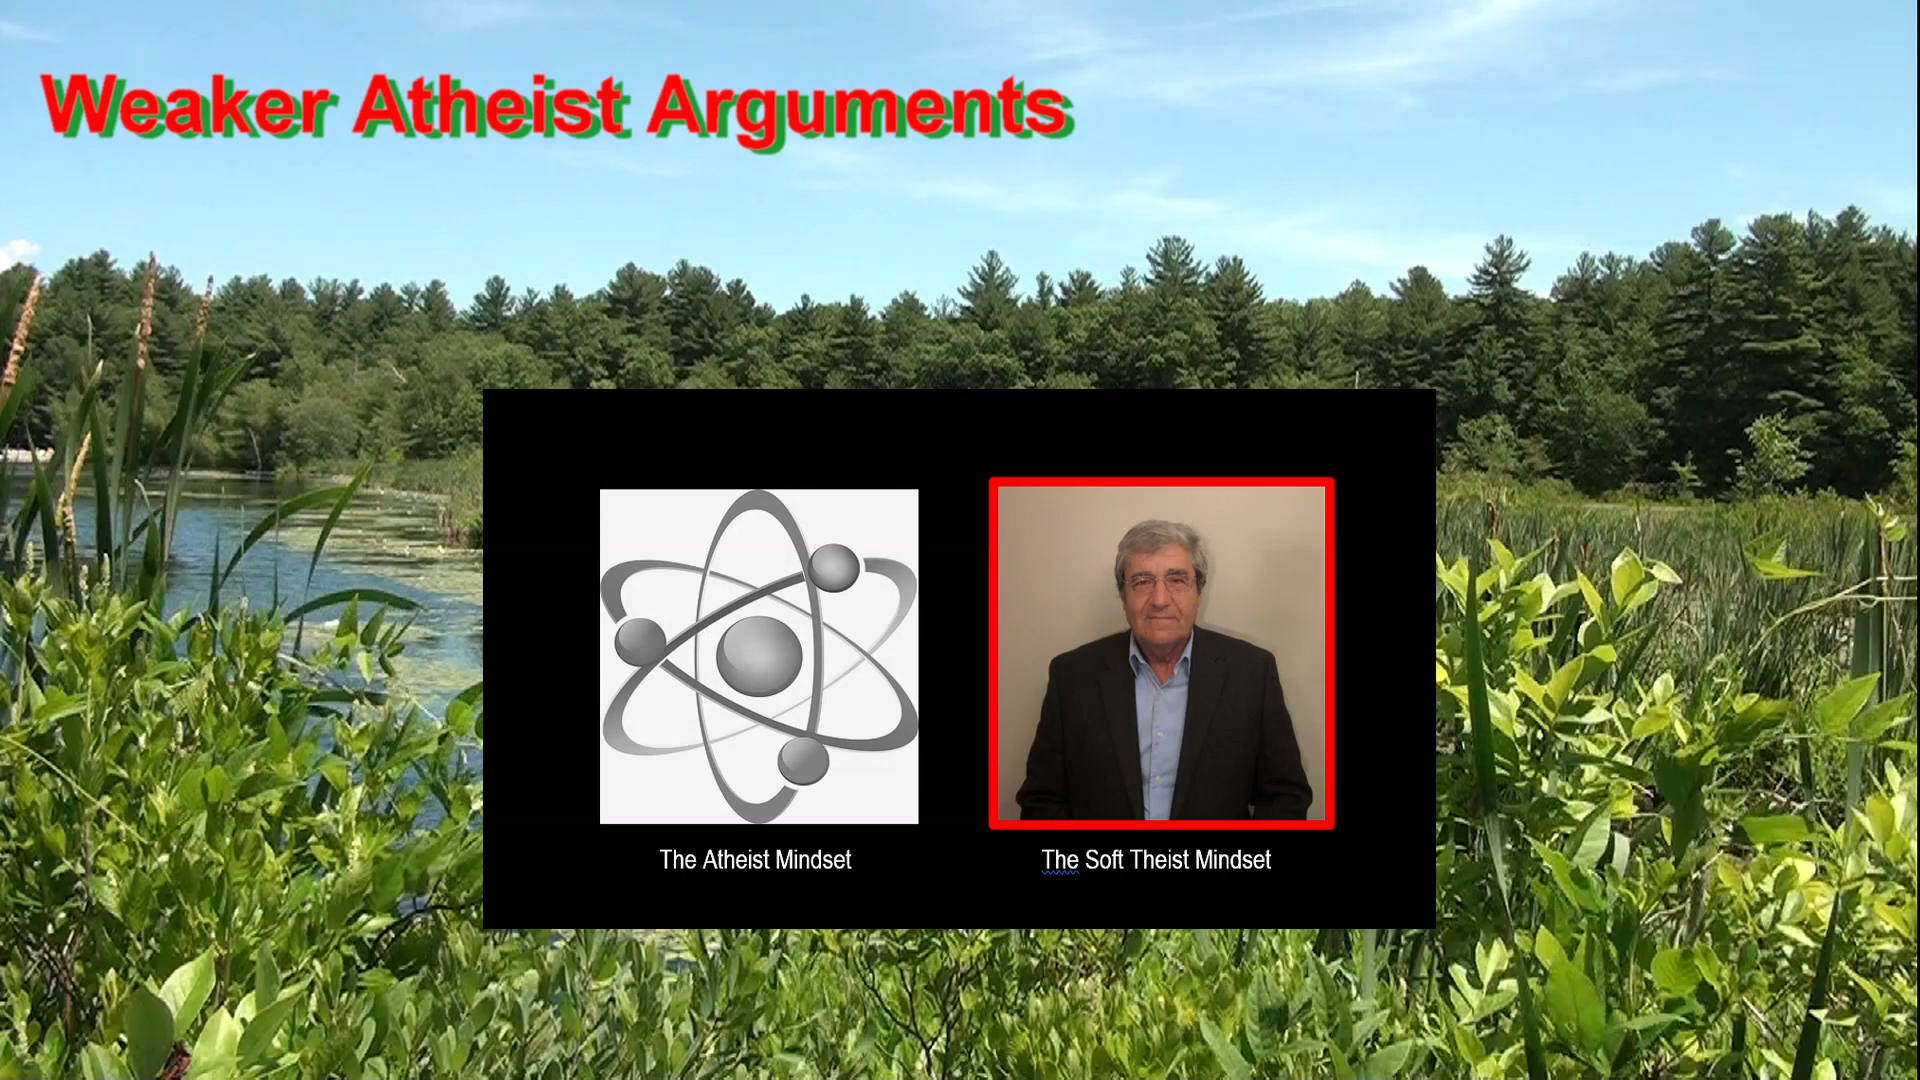 Weaker Atheist Arguments
The Atheist Mindset
The Soft Theist Mindset